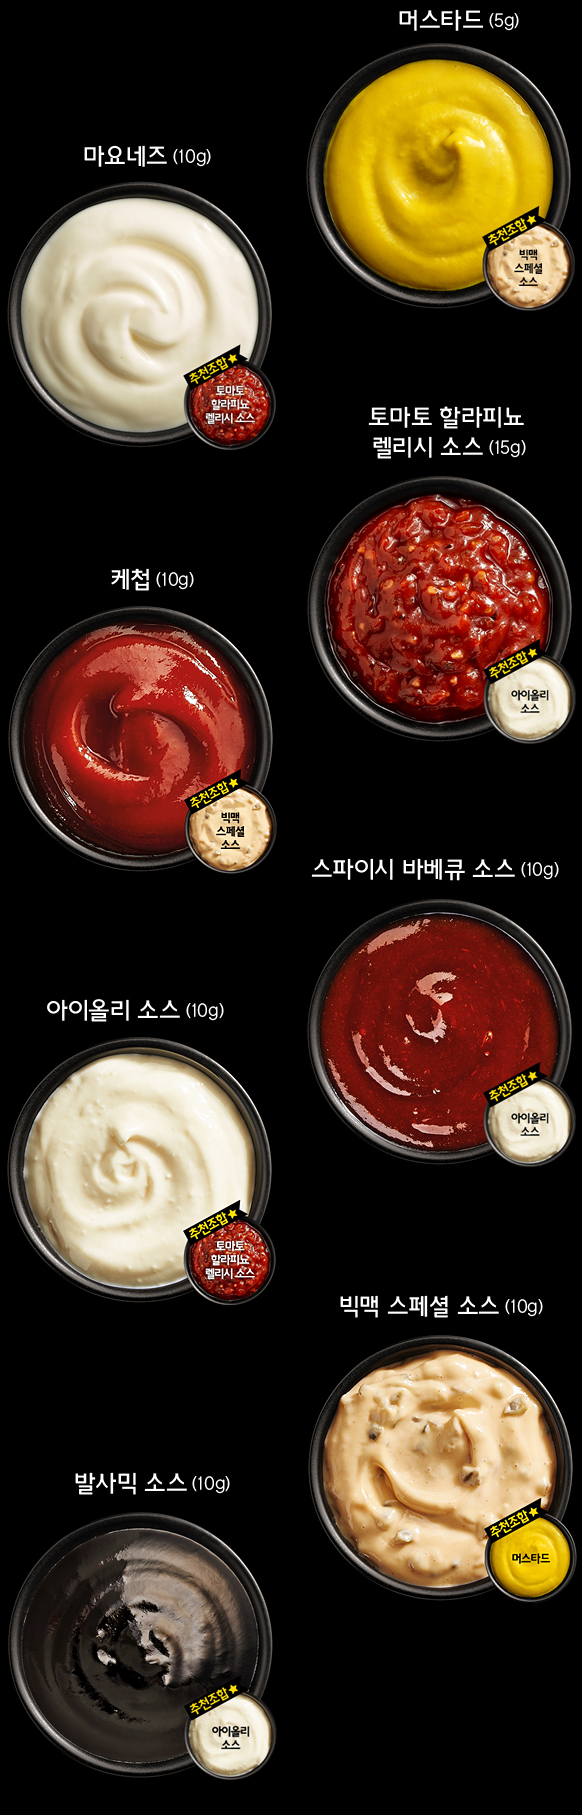 머스타드 (5g)
추천조합★
빅맥
스페셜
소스
마요네즈 (10g)
추천조합★
토마토
할라피뇨
렐리시 소스
토마토 할라피뇨
렐리시 소스 (15g)
추천조합★
아이올리
소스
케첩 (10g)
추천조합★
빅맥
스페셜
소스
스파이시 바베큐 소스 (10g)
추천조합★
아이올리
소스
아이올리 소스 (10g)
추천조합★
토마토
할라피뇨
렐리시 소스
빅맥 스페셜 소스 (10g)
추천조합★
머스타드
발사믹 소스 (10g)
추천조합★
아이올리
소스